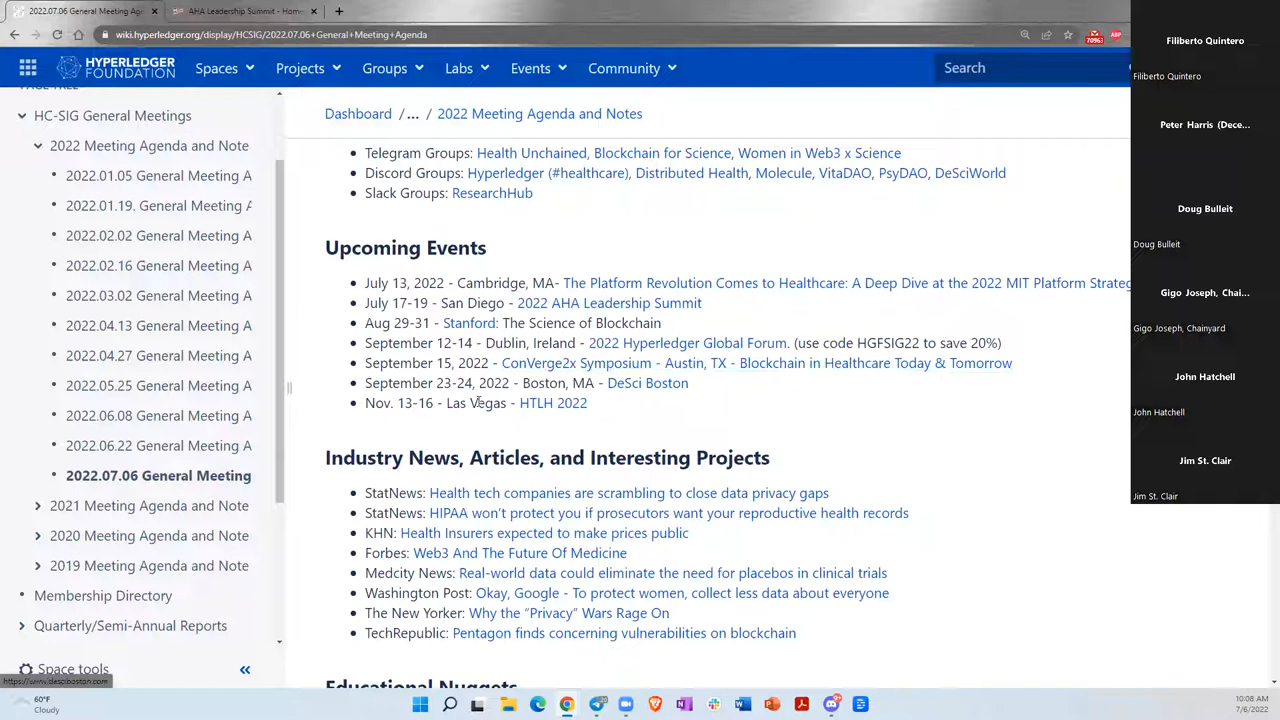 2022.07.06 General Meeting Age
AHA Leadership Summit - Home
wiki.hyperledger.org/display/HCSIG/2022.07.06+General+Meeting+Agenda
HYPERLEDGER
FOUNDATION
Spaces
Projects
Groups
Labs
Events
Community
Search
HC-SIG General Meetings
2022 Meeting Agenda and Note
2022.01.05 General Meeting A
2022.01.19. General Meeting A
2022.02.02 General Meeting A
2022.02.16 General Meeting A
2022.03.02 General Meeting A
2022.04.13 General Meeting A
2022.04.27 General Meeting A
2022.05.25 General Meeting A
2022.06.08 General Meeting A
2022.06.22 General Meeting A
2022.07.06 General Meeting
2021 Meeting Agenda and Note
2020 Meeting Agenda and Note
2019 Meeting Agenda and Note
Membership Directory
Quarterly/Semi-Annual Reports
Space tools
https://www.desciboston.com
Dashboard / ... / 2022 Meeting Agenda and Notes
Telegram Groups: Health Unchained, Blockchain for Science, Women in Web3 x Science
Discord Groups: Hyperledger (#healthcare), Distributed Health, Molecule, VitaDAO, PsyDAO, DeSciWorld
Slack Groups: ResearchHub
Upcoming Events
July 13, 2022 - Cambridge, MA- The Platform Revolution Comes to Healthcare: A Deep Dive at the 2022 MIT Platform Strateg
July 17-19 - San Diego - 2022 AHA Leadership Summit
Aug 29-31 - Stanford: The Science of Blockchain
September 12-14 - Dublin, Ireland - 2022 Hyperledger Global Forum. (use code HGFSIG22 to save 20%)
September 15, 2022 - ConVerge2x Symposium - Austin, TX - Blockchain in Healthcare Today & Tomorrow
September 23-24, 2022 - Boston, MA - DeSci Boston
Nov. 13-16 - Las Vegas - HTLH 2022
Industry News, Articles, and Interesting Projects
StatNews: Health tech companies are scrambling to close data privacy gaps
StatNews: HIPAA won't protect you if prosecutors want your reproductive health records
KHN: Health Insurers expected to make prices public
Forbes: Web3 And The Future Of Medicine
Medcity News: Real-world data could eliminate the need for placebos in clinical trials
Washington Post: Okay, Google - To protect women, collect less data about everyone
The New Yorker: Why the "Privacy" Wars Rage On
TechRepublic: Pentagon finds concerning vulnerabilities on blockchain
Filiberto Quintero
Filiberto Quintero
Peter Harris (Dece...
Doug Bulleit
Doug Bulleit
Gigo Joseph, Chai...
Gigo Joseph, Chainyard
John Hatchell
John Hatchell
Jim St. Clair
Jim St. Clair
60°F
Cloudy
10:08 AM
7/6/2022